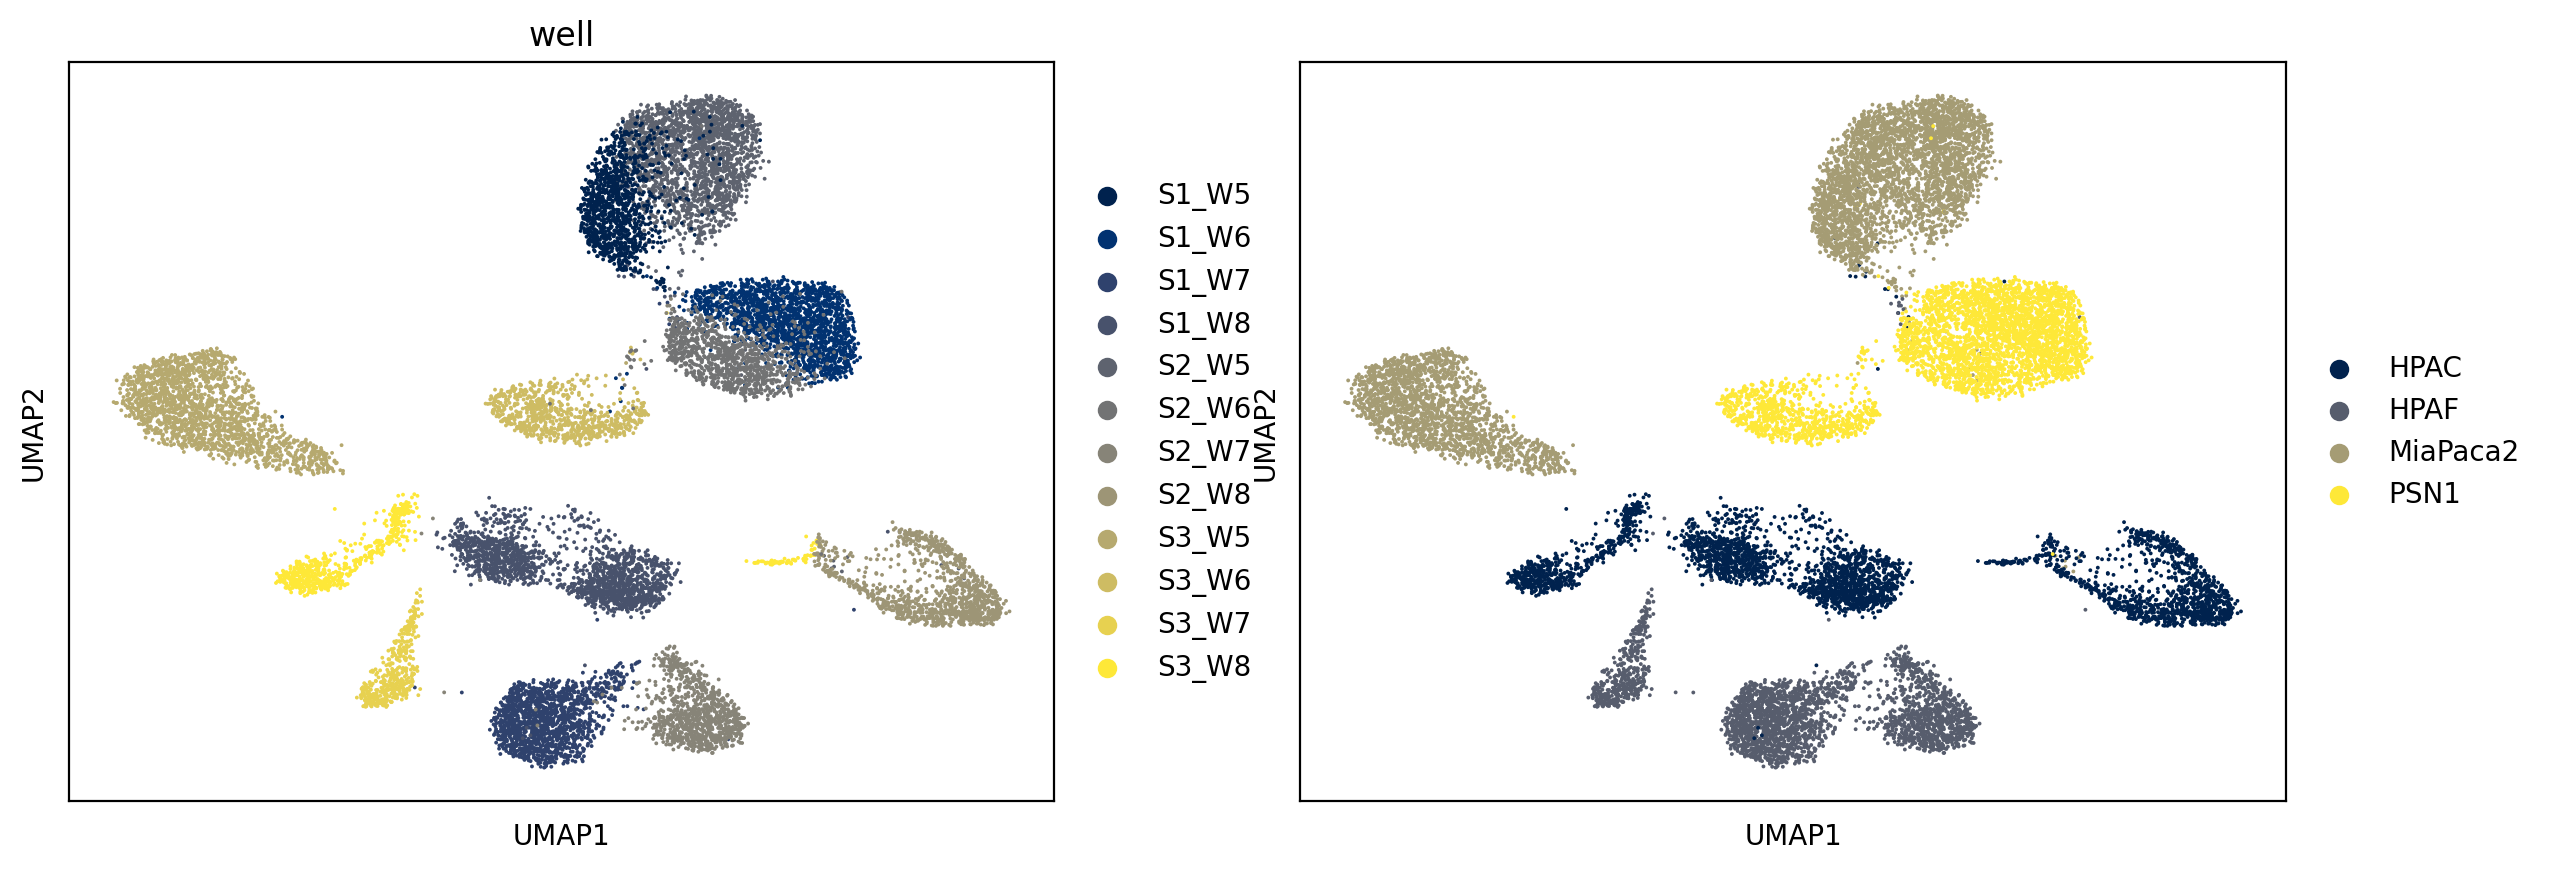 well
UMAP2
UMAP1
S1_W5
S1_W6
S1_W7
S1_W8
S2_W5
S2_W6
S2_W7
S2_W8
S3_W5
S3_W6
S3_W7
S3_W8
UMAP2
UMAP1
HPAC
HPAF
MiaPaca2
PSN1